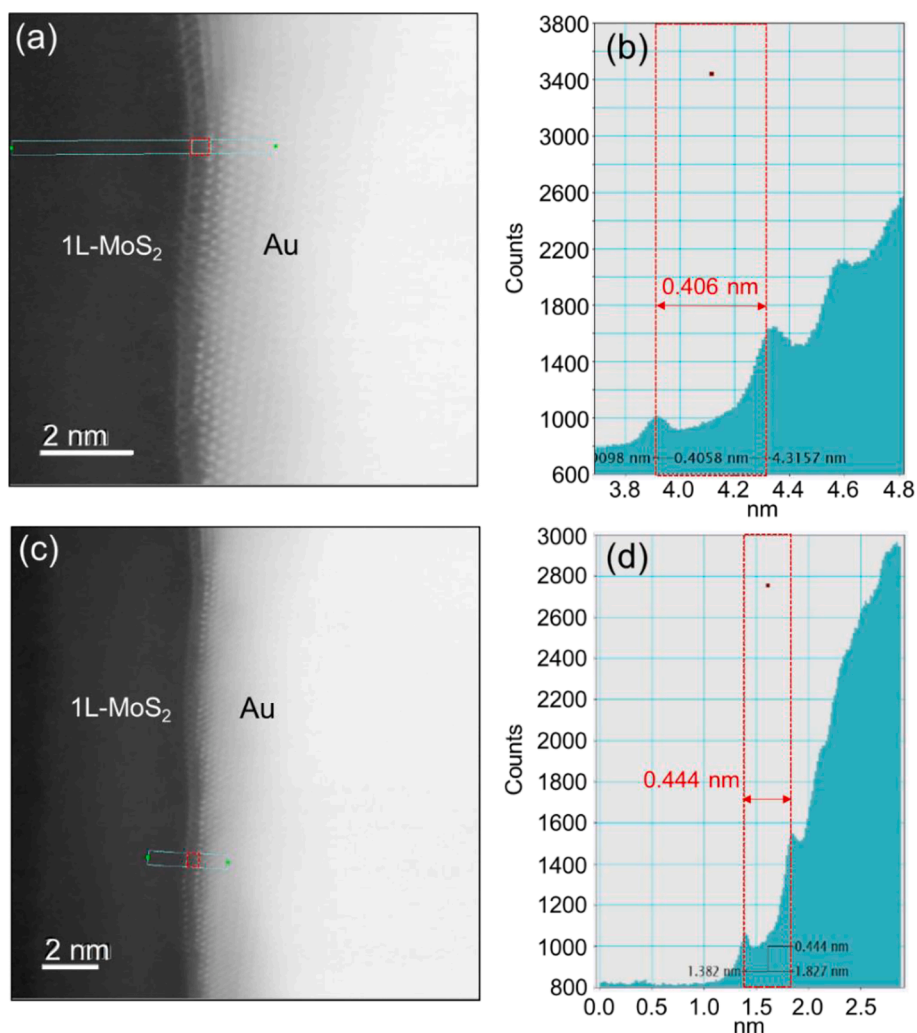 (a)
1L-MoS₂
Au
2 nm
(b)
3800
3400
3000
2600
2200
1800
1400
1000
600
Counts
0.406 nm
0098 nm
0.4058 nm
4.3157 nm
3.8 4.0 4.2 4.4 4.6 4.8
nm
(c)
1L-MoS₂
Au
2 nm
(d)
3000
2800
2600
2400
2200
2000
1800
1600
1400
1200
1000
800
Counts
0.444 nm
0.444 nm
1.382 nm
1.827 nm
0.0 0.5 1.0 1.5 2.0 2.5
nm